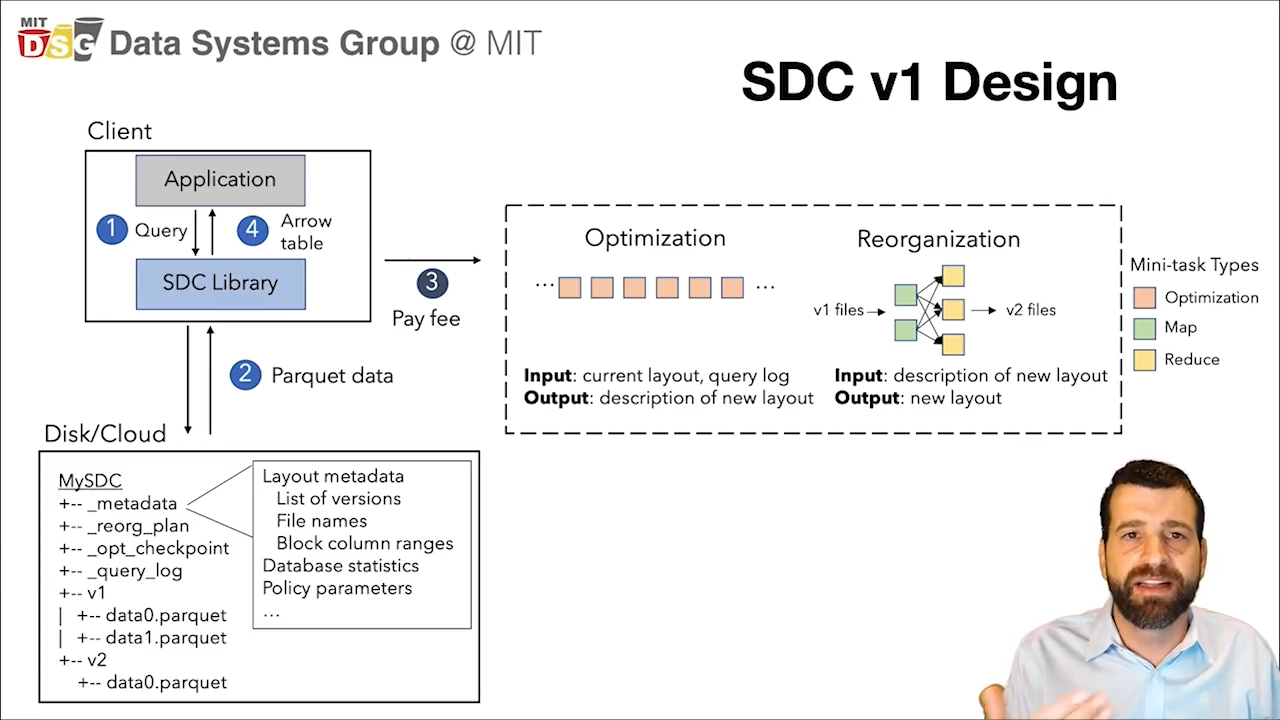 MIT
DSG
Data Systems Group @ MIT
SDC v1 Design
Client
Application
1
Query
4
Arrow
table
SDC Library
3
Pay fee
2
Parquet data
Optimization
...
...
Input: current layout, query log
Output: description of new layout
Reorganization
v1 files
v2 files
Input: description of new layout
Output: new layout
Mini-task Types
Optimization
Map
Reduce
Disk/Cloud
MySDC
+-- _metadata
+-- _reorg_plan
+-- _opt_checkpoint
+-- _query_log
+-- v1
| +-- data0.parquet
| +-- data1.parquet
+-- v2
+-- data0.parquet
Layout metadata
List of versions
File names
Block column ranges
Database statistics
Policy parameters
...